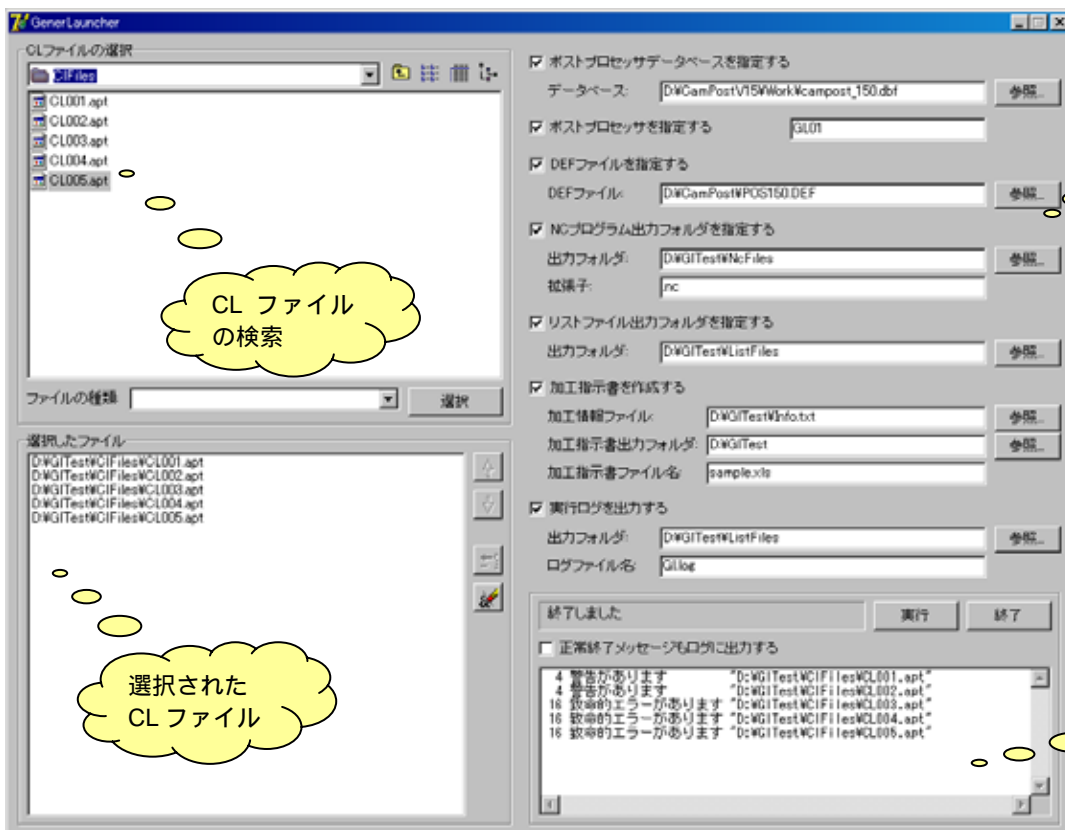 GenerLauncher
CLファイルの選択
ClFiles
CL001.apt
CL002.apt
CL003.apt
CL004.apt
CL005.apt
CL ファイル
の検索
ファイルの種類
選択
選択したファイル
D:¥GlTest¥ClFiles¥CL001.apt
D:¥GlTest¥ClFiles¥CL002.apt
D:¥GlTest¥ClFiles¥CL003.apt
D:¥GlTest¥ClFiles¥CL004.apt
D:¥GlTest¥ClFiles¥CL005.apt
選択された
CL ファイル
ポストプロセッサデータベースを指定する
データベース: D:¥CamPostV15¥Work¥campost_150.dbf 参照...
ポストプロセッサを指定する GL01
DEFファイルを指定する
DEFファイル: D:¥CamPost¥POS150.DEF 参照...
NCプログラム出力フォルダを指定する
出力フォルダ: D:¥GlTest¥NcFiles 参照...
拡張子: .nc
リストファイル出力フォルダを指定する
出力フォルダ: D:¥GlTest¥ListFiles 参照...
加工指示書を作成する
加工情報ファイル: D:¥GlTest¥Info.txt 参照...
加工指示書出力フォルダ: D:¥GlTest 参照...
加工指示書ファイル名: sample.xls
実行ログを出力する
出力フォルダ: D:¥GlTest¥ListFiles 参照...
ログファイル名: Gl.log
終了しました 実行 終了
正常終了メッセージもログに出力する
4 警告があります "D:¥GlTest¥ClFiles¥CL001.apt"
4 警告があります "D:¥GlTest¥ClFiles¥CL002.apt"
16 致命的エラーがあります "D:¥GlTest¥ClFiles¥CL003.apt"
16 致命的エラーがあります "D:¥GlTest¥ClFiles¥CL004.apt"
16 致命的エラーがあります "D:¥GlTest¥ClFiles¥CL005.apt"